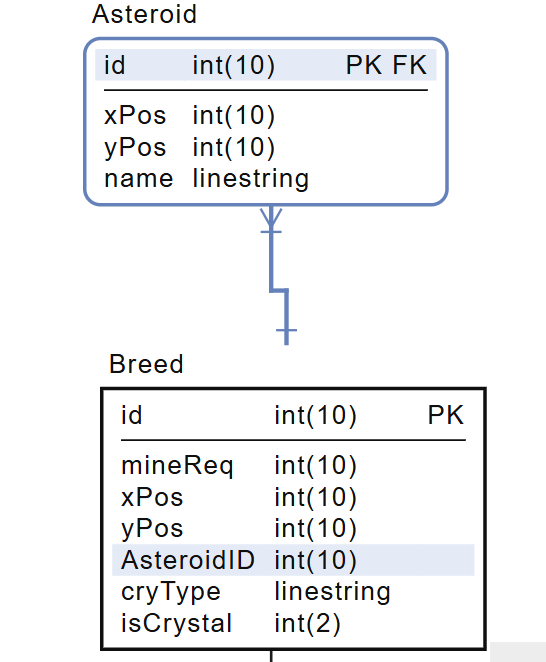 Asteroid
id int(10) PK FK
xPos int(10)
yPos int(10)
name linestring
Breed
id int(10) PK
mineReq int(10)
xPos int(10)
yPos int(10)
AsteroidID int(10)
cryType linestring
isCrystal int(2)